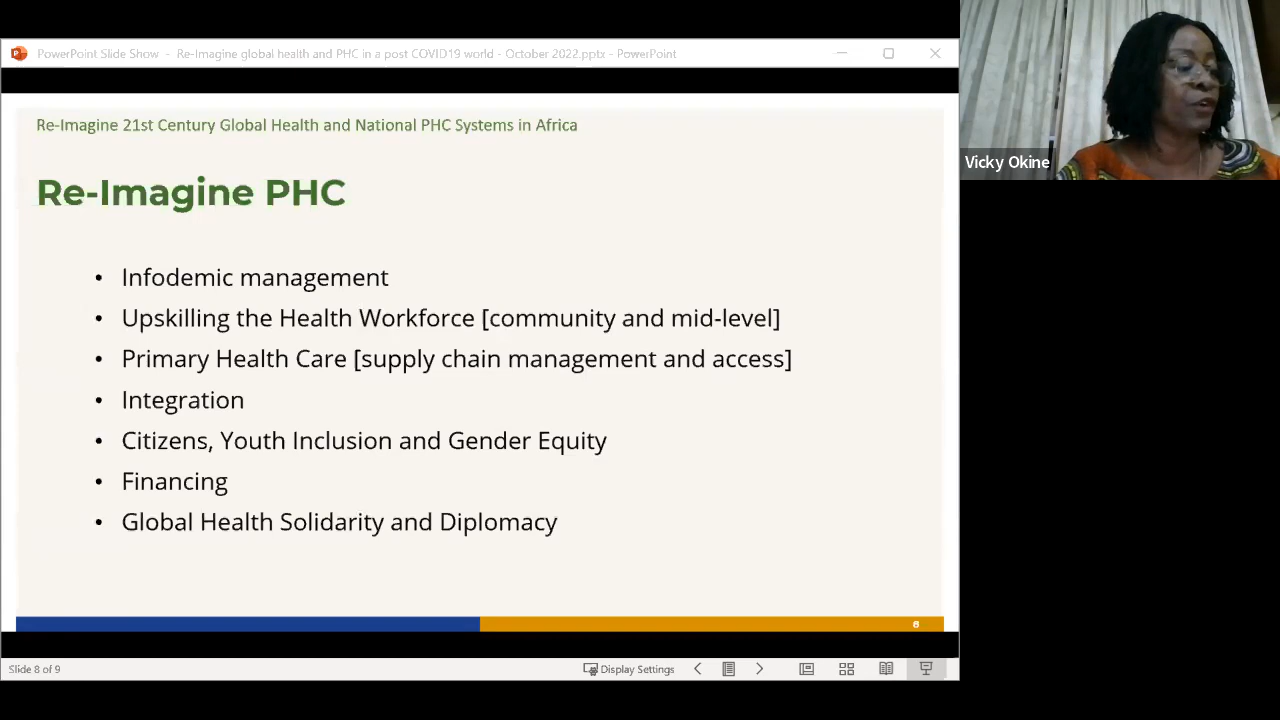 PowerPoint Slide Show - Re-Imagine global health and PHC in a post COVID19 world - October 2022.pptx - PowerPoint
Vicky Okine
Re-Imagine 21st Century Global Health and National PHC Systems in Africa
Re-Imagine PHC
• Infodemic management
• Upskilling the Health Workforce [community and mid-level]
• Primary Health Care [supply chain management and access]
• Integration
• Citizens, Youth Inclusion and Gender Equity
• Financing
• Global Health Solidarity and Diplomacy
Slide 8 of 9
Display Settings